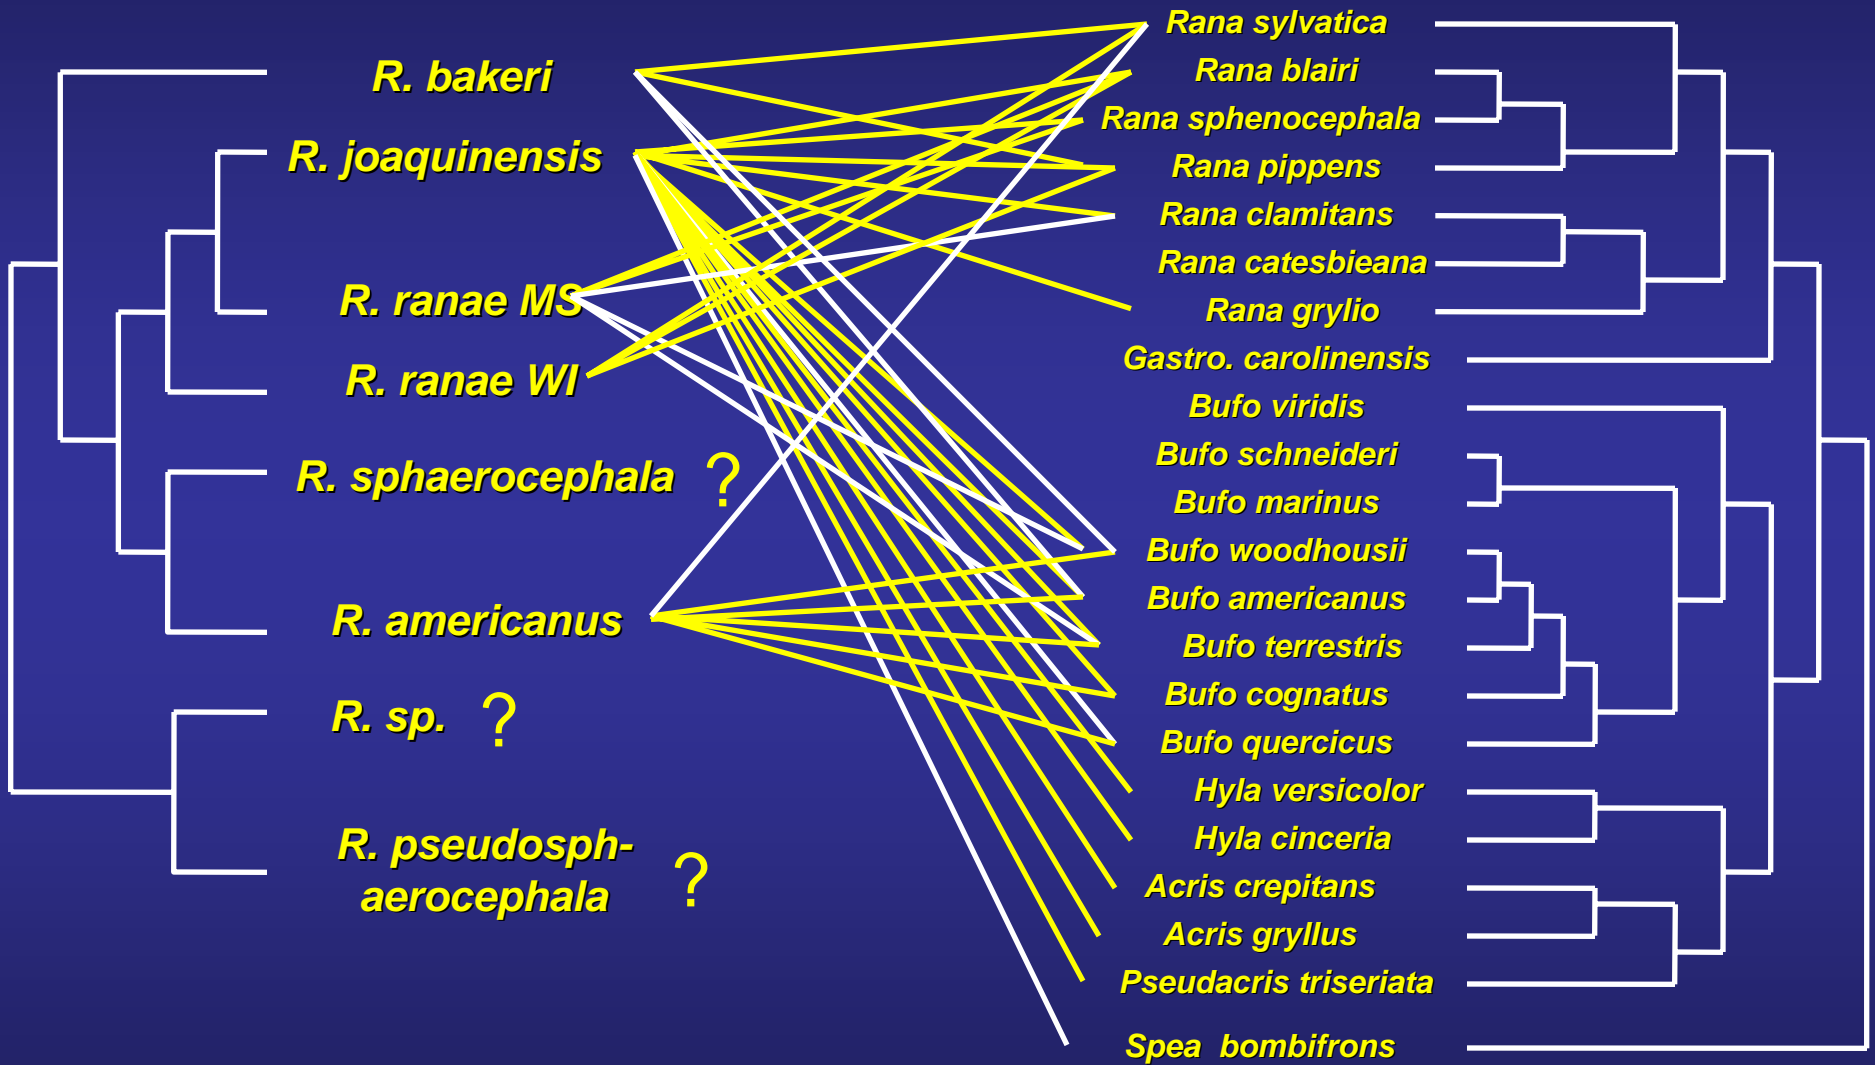 R. bakeri
R. joaquinensis
R. ranae MS
R. ranae WI
R. sphaerocephala ?
R. americanus
R. sp. ?
R. pseudosph-
aerocephala ?
Rana sylvatica
Rana blairi
Rana sphenocephala
Rana pippens
Rana clamitans
Rana catesbieana
Rana grylio
Gastro. carolinensis
Bufo viridis
Bufo schneideri
Bufo marinus
Bufo woodhousii
Bufo americanus
Bufo terrestris
Bufo cognatus
Bufo quercicus
Hyla versicolor
Hyla cinceria
Acris crepitans
Acris gryllus
Pseudacris triseriata
Spea bombifrons